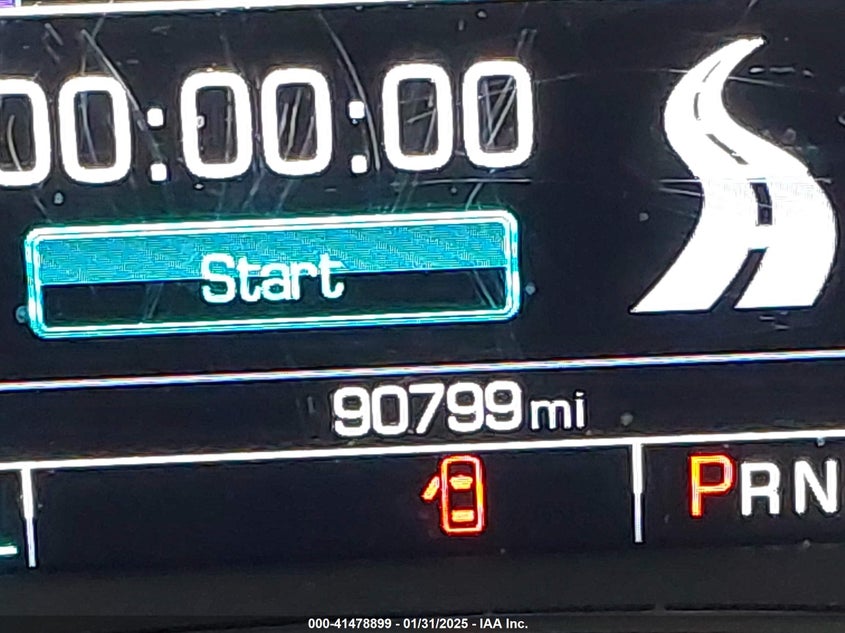 00:00:00
Start
90799 mi
PRN
000-41478899 - 01/31/2025 - IAA Inc.